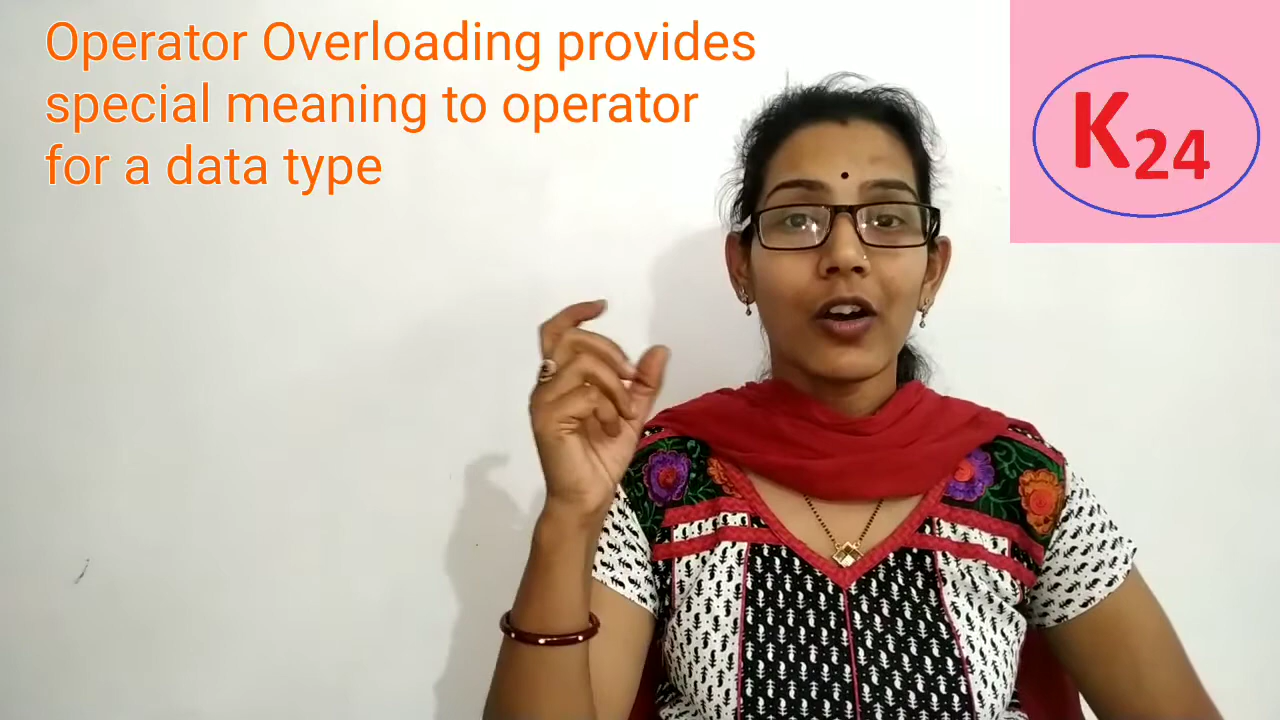 Operator Overloading provides
special meaning to operator
for a data type
K24